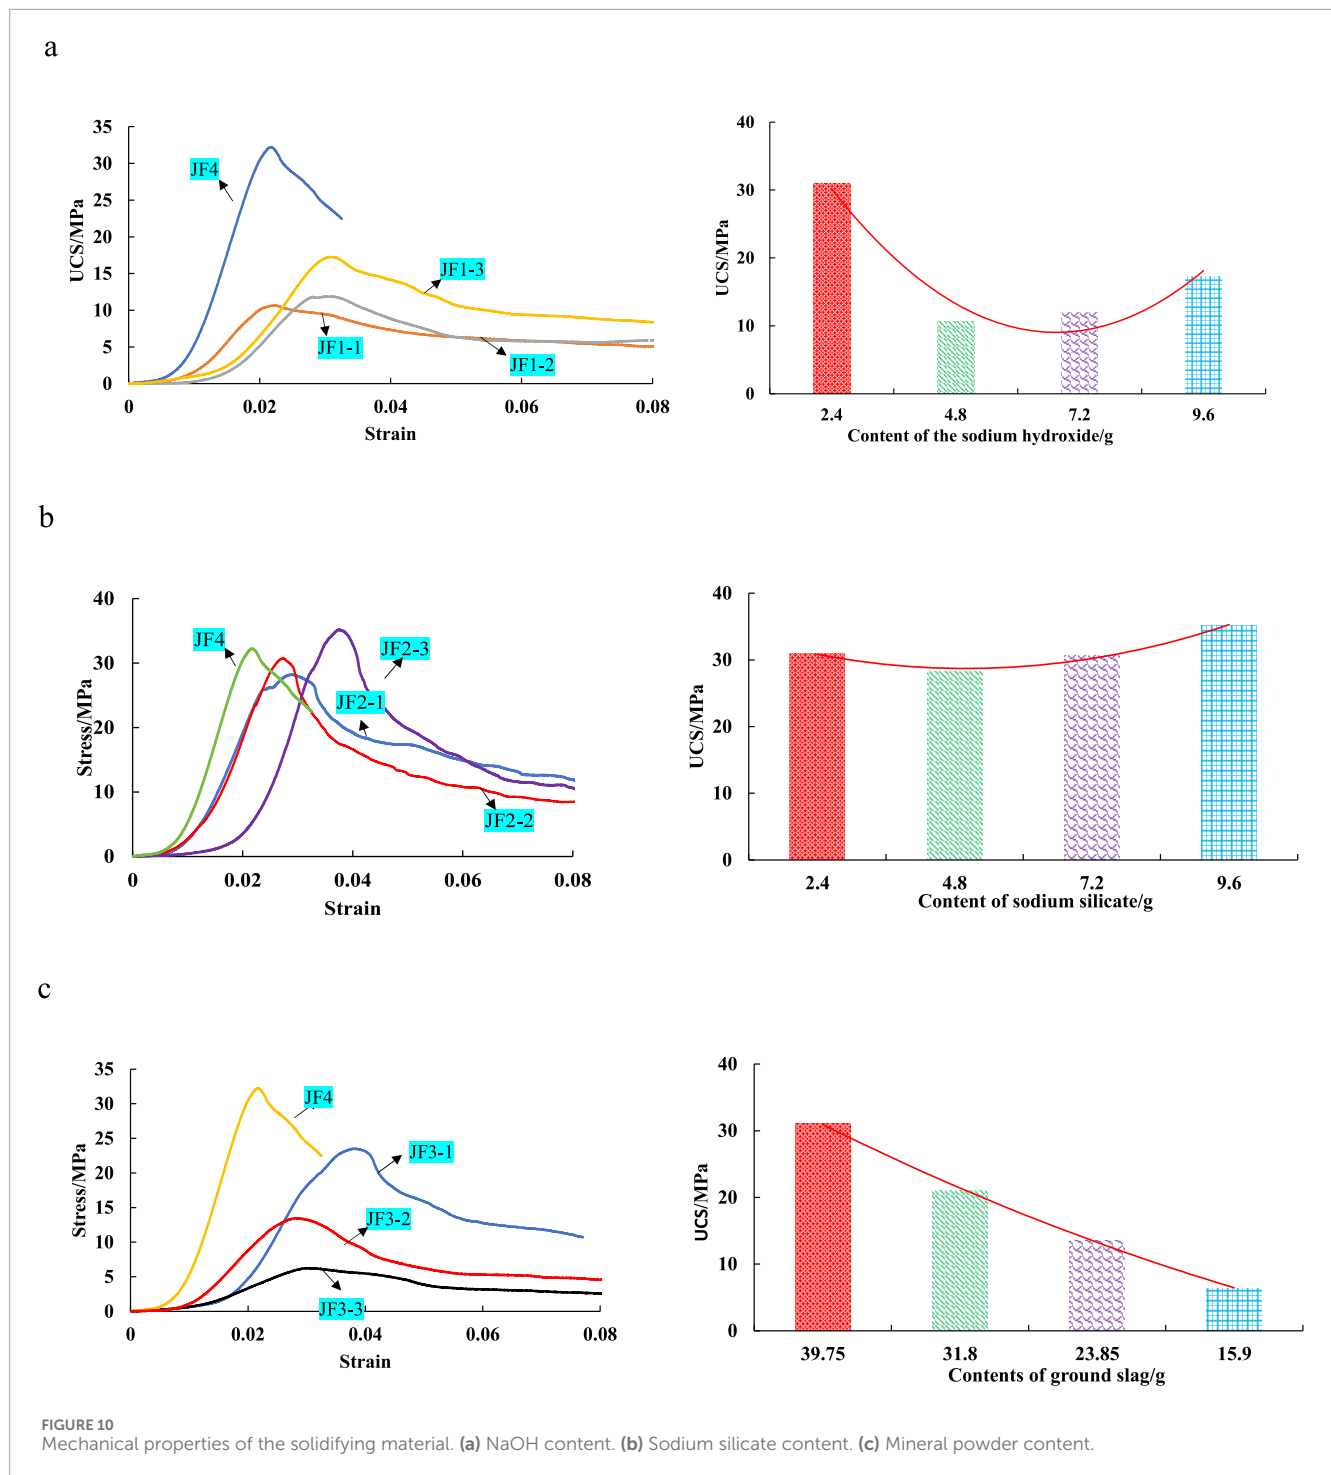 a
35
30
25
20
15
10
5
0
UCS/MPa
JF4
JF1-3
JF1-1
JF1-2
0 0.02 0.04 0.06 0.08
Strain
40
30
20
10
0
UCS/MPa
2.4 4.8 7.2 9.6
Content of the sodium hydroxide/g
b
40
30
20
10
0
Stress/MPa
JF4
JF2-3
JF2-1
JF2-2
0 0.02 0.04 0.06 0.08
Strain
40
30
20
10
0
UCS/MPa
2.4 4.8 7.2 9.6
Content of sodium silicate/g
c
35
30
25
20
15
10
5
0
Stress/MPa
JF4
JF3-1
JF3-2
JF3-3
0 0.02 0.04 0.06 0.08
Strain
40
30
20
10
0
UCS/MPa
39.75 31.8 23.85 15.9
Contents of ground slag/g
FIGURE 10
Mechanical properties of the solidifying material. (a) NaOH content. (b) Sodium silicate content. (c) Mineral powder content.